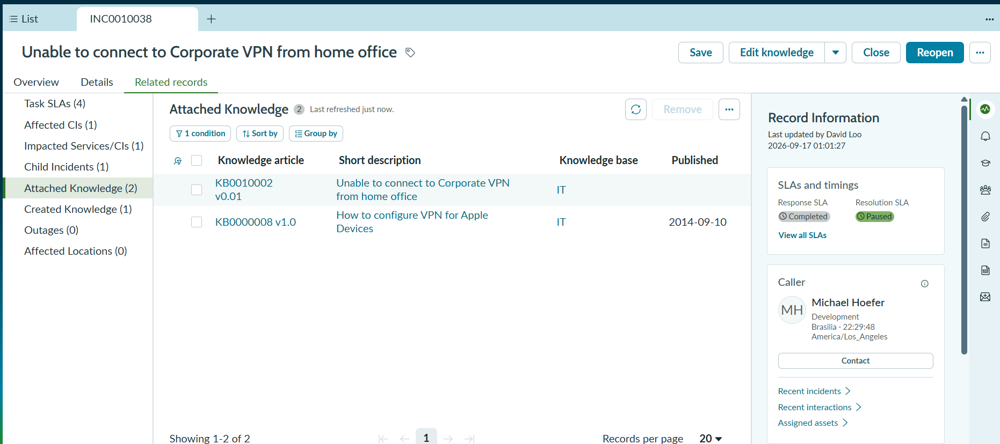 List
INC0010038
Unable to connect to Corporate VPN from home office
Save
Edit knowledge
Close
Reopen
Overview
Details
Related records
Task SLAs (4)
Affected CIs (1)
Impacted Services/CIs (1)
Child Incidents (1)
Attached Knowledge (2)
Created Knowledge (1)
Outages (0)
Affected Locations (0)
Attached Knowledge 2 Last refreshed just now.
Remove
1 condition
Sort by
Group by
Knowledge article Short description Knowledge base Published
KB0010002 v0.01
Unable to connect to Corporate VPN from home office
IT
KB0000008 v1.0
How to configure VPN for Apple Devices
IT
2014-09-10
Showing 1-2 of 2
1
Records per page 20
Record Information
Last updated by David Loo
2026-09-17 01:01:27
SLAs and timings
Response SLA
Completed
Resolution SLA
Paused
View all SLAs
Caller
MH
Michael Hoefer
Development
Brasilia · 22:29:48
America/Los_Angeles
Contact
Recent incidents
Recent interactions
Assigned assets